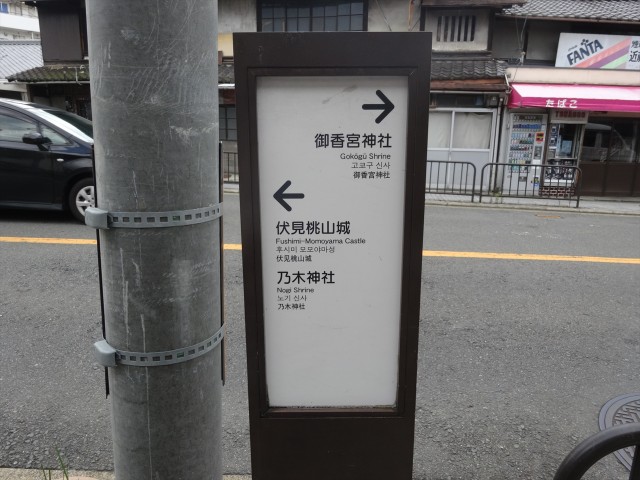 →
御香宮神社
Gokōgū Shrine
고코구 신사
御香宮神社
←
伏見桃山城
Fushimi-Momoyama Castle
후시미 모모야마성
伏见桃山城
乃木神社
Nogi Shrine
노기 신사
乃木神社
FANTA
たばこ